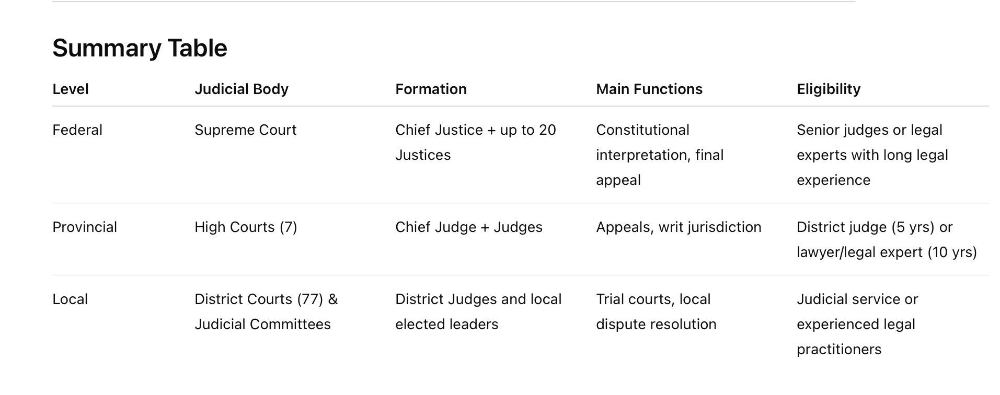 Summary Table
Level Judicial Body Formation Main Functions Eligibility
Federal Supreme Court Chief Justice + up to 20 Constitutional Senior judges or legal
Justices interpretation, final experts with long legal
appeal experience
Provincial High Courts (7) Chief Judge + Judges Appeals, writ jurisdiction District judge (5 yrs) or
lawyer/legal expert (10 yrs)
Local District Courts (77) & District Judges and local Trial courts, local Judicial service or
Judicial Committees elected leaders dispute resolution experienced legal
practitioners